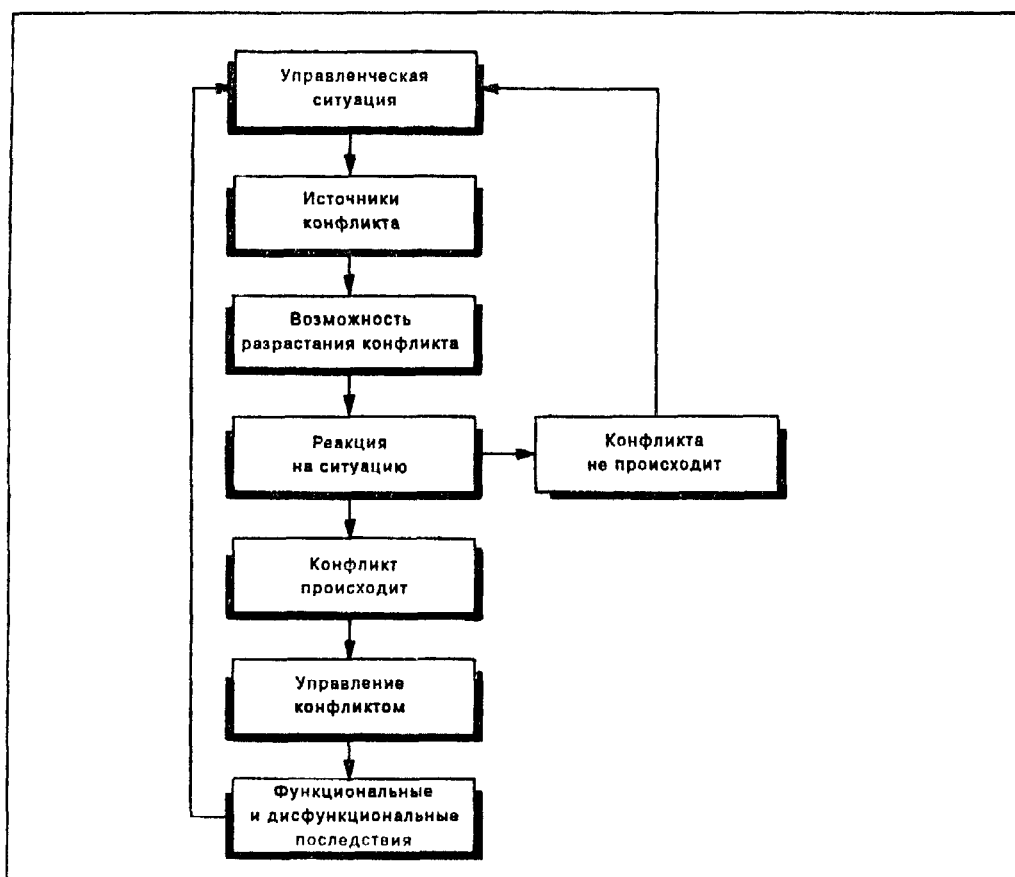 Управленческая
ситуация
Источники
конфликта
Возможность
разрастания конфликта
Реакция
на ситуацию
Конфликта
не происходит
Конфликт
происходит
Управление
конфликтом
Функциональные
и дисфункциональные
последствия